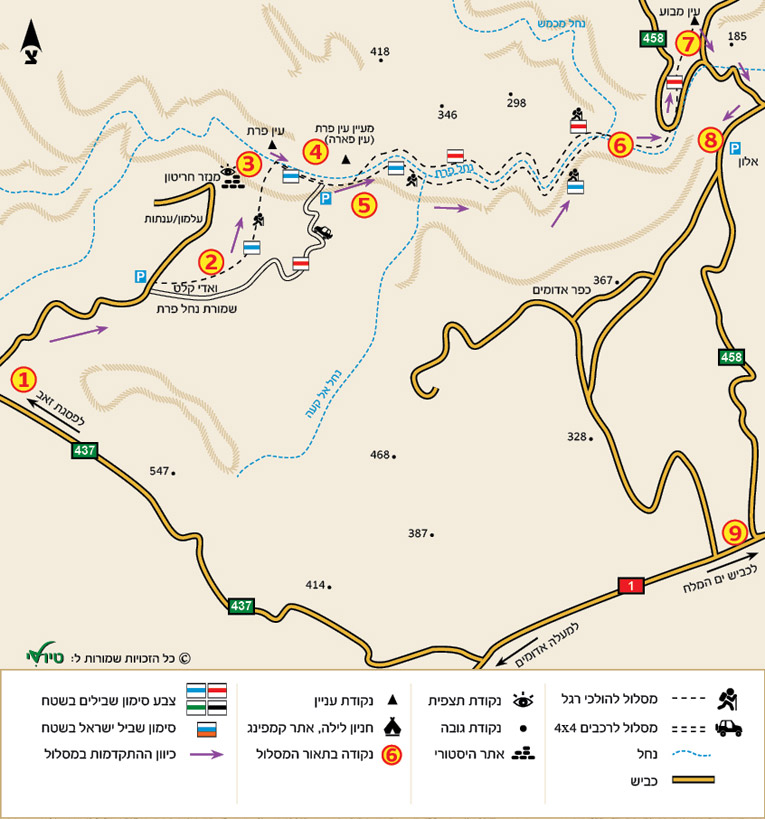 צ
נחל מכמש
עין מבוע
458
7
185
418
298
346
עין פרת
מעיין עין פרת
(עין פארה)
3
4
6
8
P
אלון
מנזר חריטון
נחל פרת
P
5
עלמון/ענתות
2
P
ואדי קלט
שמורת נחל פרת
367
כפר אדומים
458
1
נחל אל קעה
לפסגת זאב
437
328
468
547
387
9
414
437
1
לכביש ים המלח
למעלה אדומים
© כל הזכויות שמורות ל: טיולי
מסלול להולכי רגל
מסלול לרכבים 4x4
נחל
כביש
נקודת תצפית
נקודת גובה
אתר היסטורי
נקודת עניין
חניון לילה, אתר קמפינג
נקודה בתאור המסלול
6
צבע סימון שבילים בשטח
סימון שביל ישראל בשטח
כיוון ההתקדמות במסלול